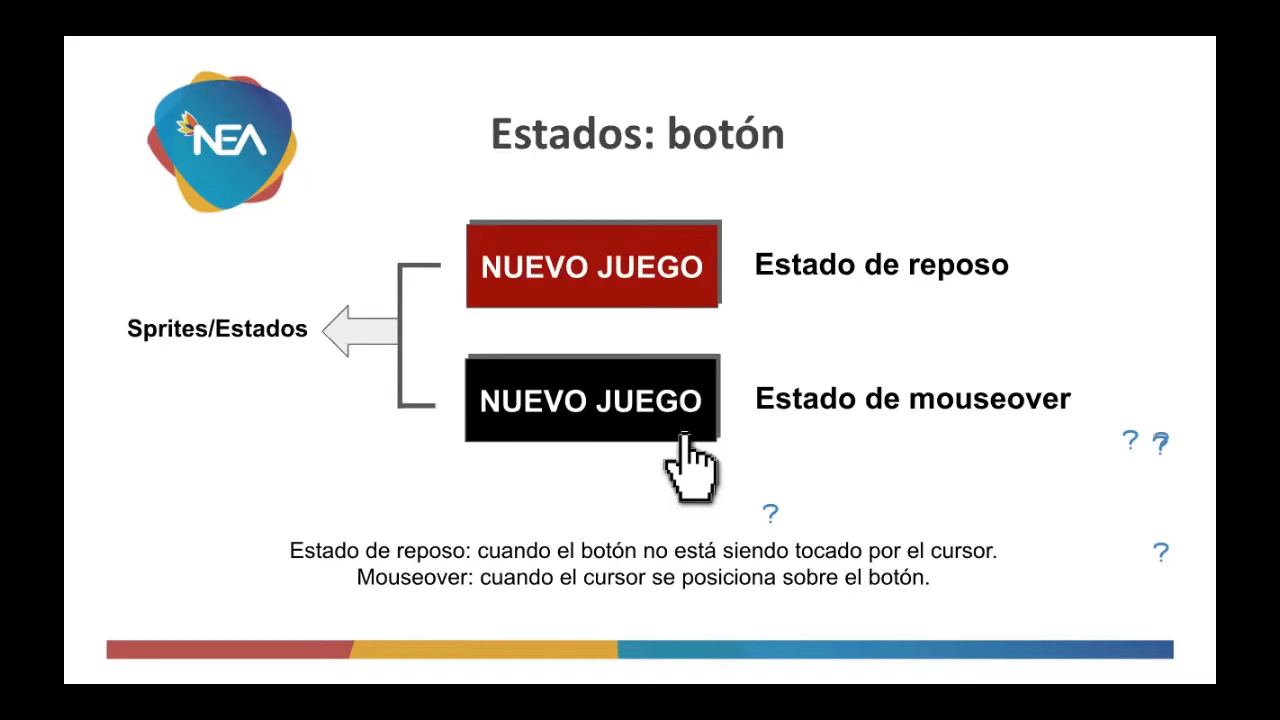 NEA
Estados: botón
NUEVO JUEGO
Estado de reposo
Sprites/Estados
NUEVO JUEGO
Estado de mouseover
? ?
?
Estado de reposo: cuando el botón no está siendo tocado por el cursor.
?
Mouseover: cuando el cursor se posiciona sobre el botón.